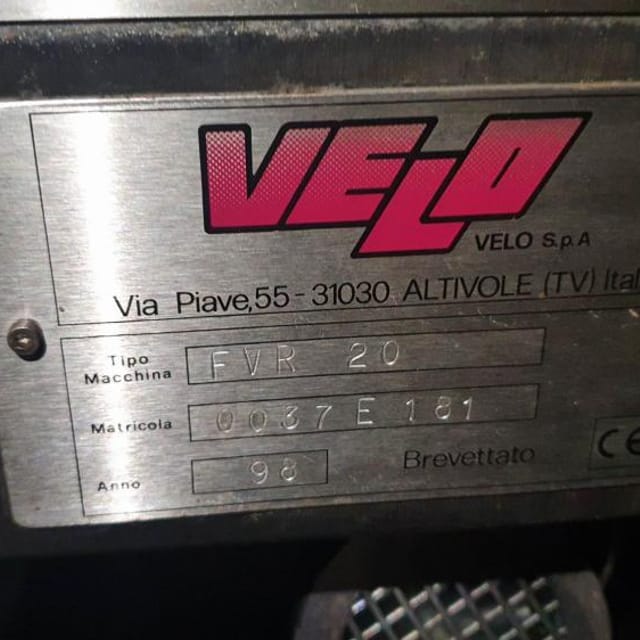 VELO
VELO S.p.A
Via Piave,55 - 31030 ALTIVOLE (TV) Ital
Tipo
Macchina
FVR 20
Matricola
0037 E 181
Anno
98
Brevettato
CE